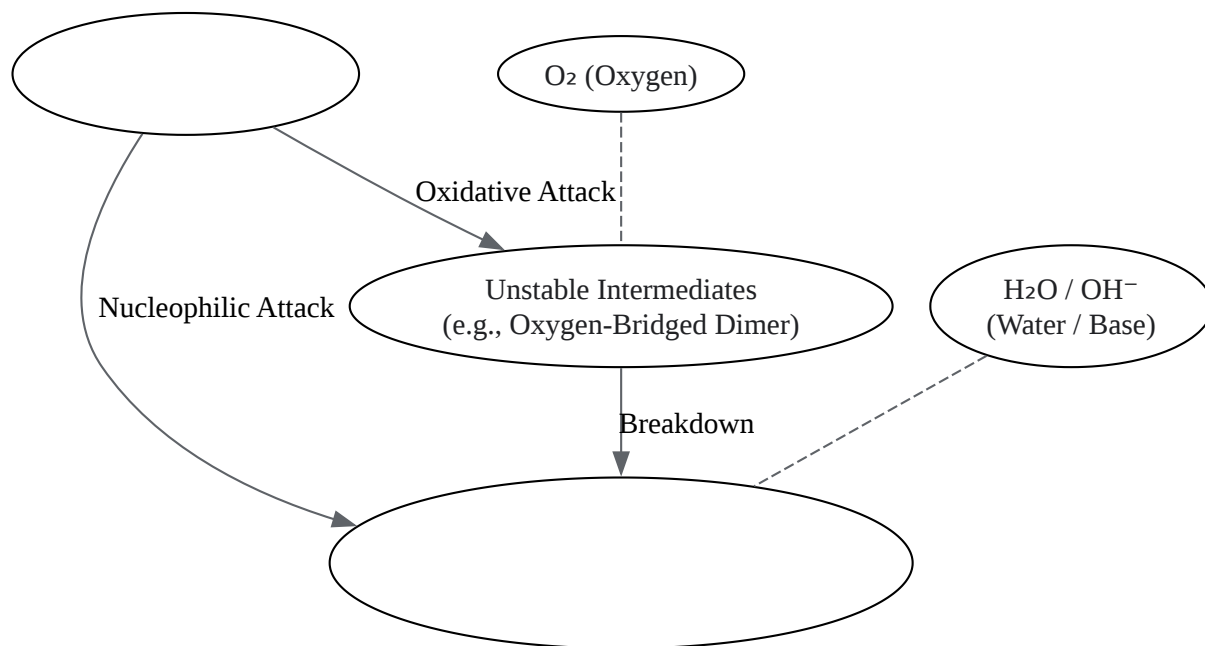 O₂ (Oxygen)
Oxidative Attack
Nucleophilic Attack
Unstable Intermediates
(e.g., Oxygen-Bridged Dimer)
H₂O / OH⁻
(Water / Base)
Breakdown